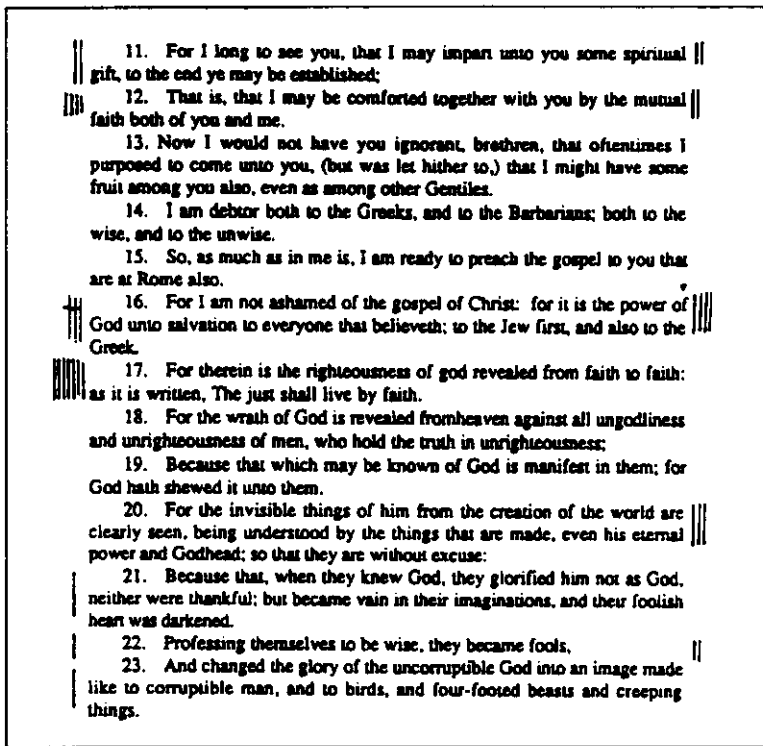 11. For I long to see you, that I may impart unto you some spiritual
gift, to the end ye may be established;
12. That is, that I may be comforted together with you by the mutual
faith both of you and me.
13. Now I would not have you ignorant, brethren, that oftentimes I
purposed to come unto you, (but was let hither to,) that I might have some
fruit among you also, even as among other Gentiles.
14. I am debtor both to the Greeks, and to the Barbarians; both to the
wise, and to the unwise.
15. So, as much as in me is, I am ready to preach the gospel to you that
are at Rome also.
16. For I am not ashamed of the gospel of Christ: for it is the power of
God unto salvation to everyone that believeth; to the Jew first, and also to the
Greek.
17. For therein is the righteousness of god revealed from faith to faith:
as it is written, The just shall live by faith.
18. For the wrath of God is revealed fromheaven against all ungodliness
and unrighteousness of men, who hold the truth in unrighteousness;
19. Because that which may be known of God is manifest in them; for
God hath shewed it unto them.
20. For the invisible things of him from the creation of the world are
clearly seen, being understood by the things that are made, even his eternal
power and Godhead; so that they are without excuse:
21. Because that, when they knew God, they glorified him not as God,
neither were thankful; but became vain in their imaginations, and their foolish
heart was darkened.
22. Professing themselves to be wise, they became fools,
23. And changed the glory of the uncorruptible God into an image made
like to corruptible man, and to birds, and four-footed beasts and creeping
things.